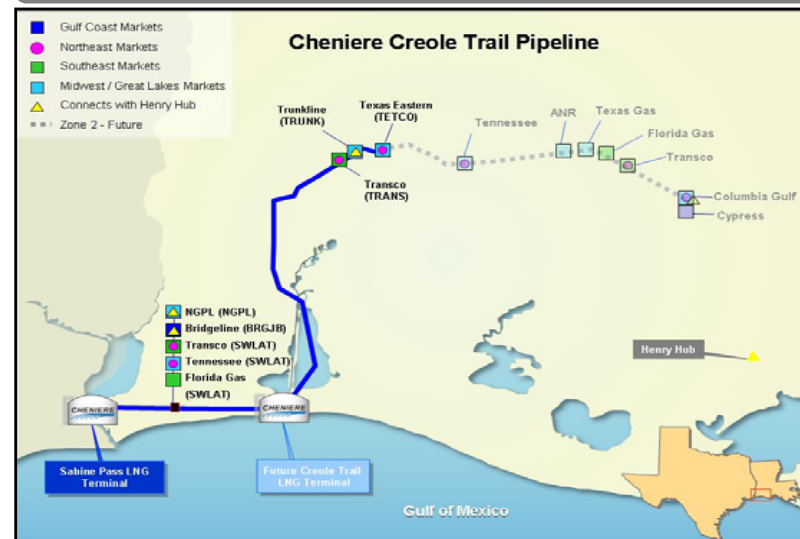 Gulf Coast Markets
Northeast Markets
Southeast Markets
Midwest / Great Lakes Markets
Connects with Henry Hub
Zone 2 - Future
Cheniere Creole Trail Pipeline
Trunkline
(TRUNK)
Texas Eastern
(TETCO)
Transco
(TRANS)
Tennessee
ANR
Texas Gas
Florida Gas
Transco
Columbia Gulf
Cypress
NGPL (NGPL)
Bridgeline (BRGJB)
Transco (SWLAT)
Tennessee (SWLAT)
Florida Gas
(SWLAT)
Henry Hub
CHENIERE
CHENIERE
Sabine Pass LNG
Terminal
Future Creole Trail
LNG Terminal
Gulf of Mexico